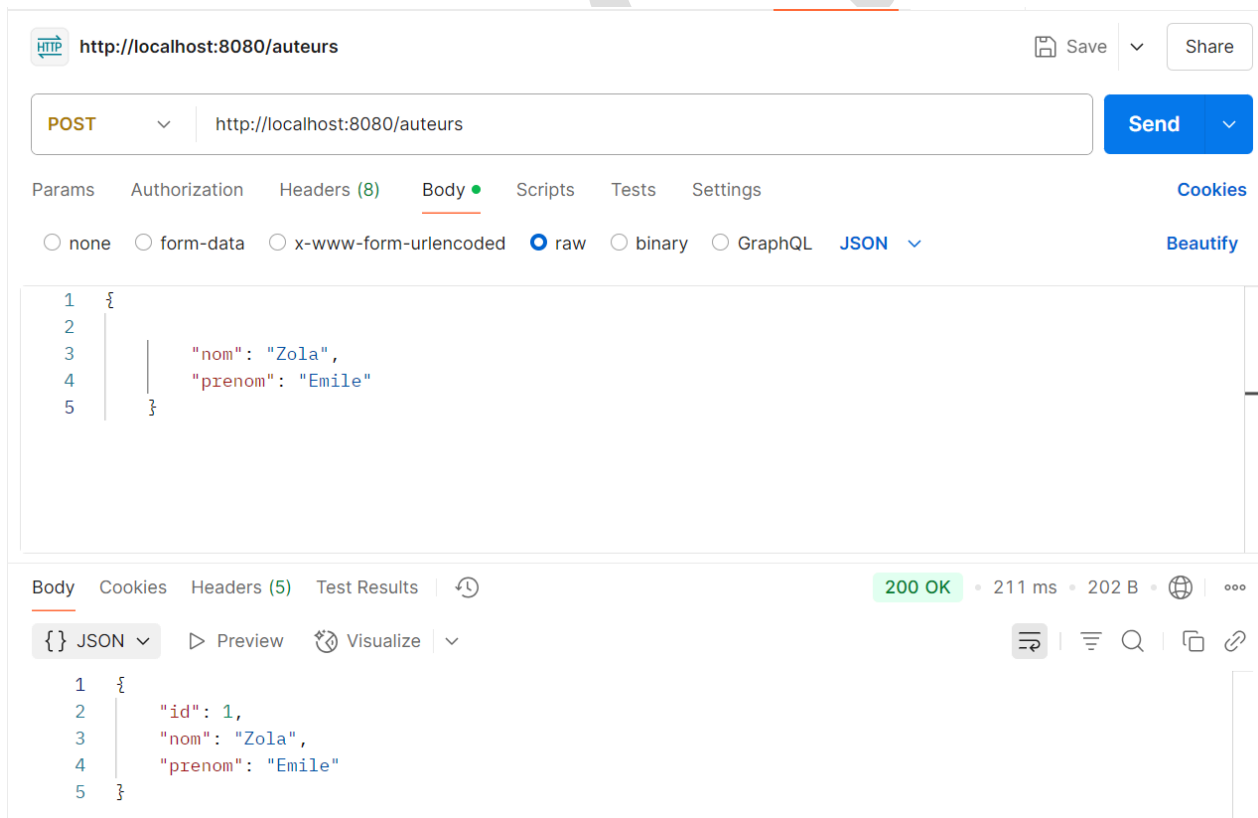 HTTP http://localhost:8080/auteurs Save Share
POST http://localhost:8080/auteurs Send
Params Authorization Headers (8) Body Scripts Tests Settings Cookies
none form-data x-www-form-urlencoded raw binary GraphQL JSON Beautify
1 {
2
3 "nom": "Zola",
4 "prenom": "Emile"
5 }
Body Cookies Headers (5) Test Results 200 OK • 211 ms • 202 B •
{} JSON Preview Visualize
1 {
2 "id": 1,
3 "nom": "Zola",
4 "prenom": "Emile"
5 }